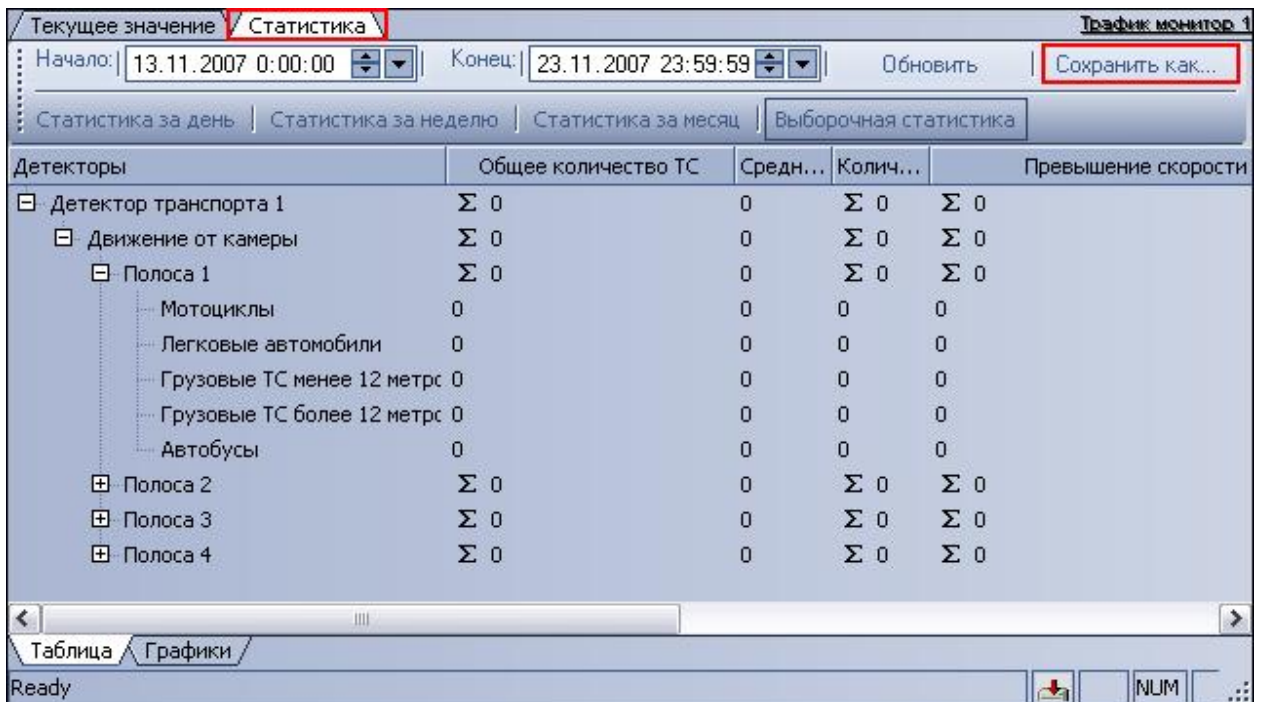 Текущее значение Статистика Трафик монитор 1
Начало: 13.11.2007 0:00:00 Конец: 23.11.2007 23:59:59 Обновить Сохранить как...
Статистика за день Статистика за неделю Статистика за месяц Выборочная статистика
Детекторы Общее количество ТС Средн... Колич... Превышение скорости
Детектор транспорта 1 Σ 0 0 Σ 0 Σ 0
Движение от камеры Σ 0 0 Σ 0 Σ 0
Полоса 1 Σ 0 0 Σ 0 Σ 0
Мотоциклы 0 0 0 0
Легковые автомобили 0 0 0 0
Грузовые ТС менее 12 метрс 0 0 0 0
Грузовые ТС более 12 метрс 0 0 0 0
Автобусы 0 0 0 0
Полоса 2 Σ 0 0 Σ 0 Σ 0
Полоса 3 Σ 0 0 Σ 0 Σ 0
Полоса 4 Σ 0 0 Σ 0 Σ 0
Таблица Графики
Ready NUM